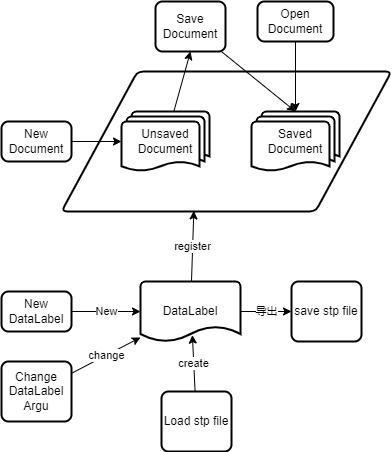 Save
Document
Open
Document
New
Document
Unsaved
Document
Saved
Document
register
New
DataLabel
New
DataLabel
导出
save stp file
change
Change
DataLabel
Argu
create
Load stp file